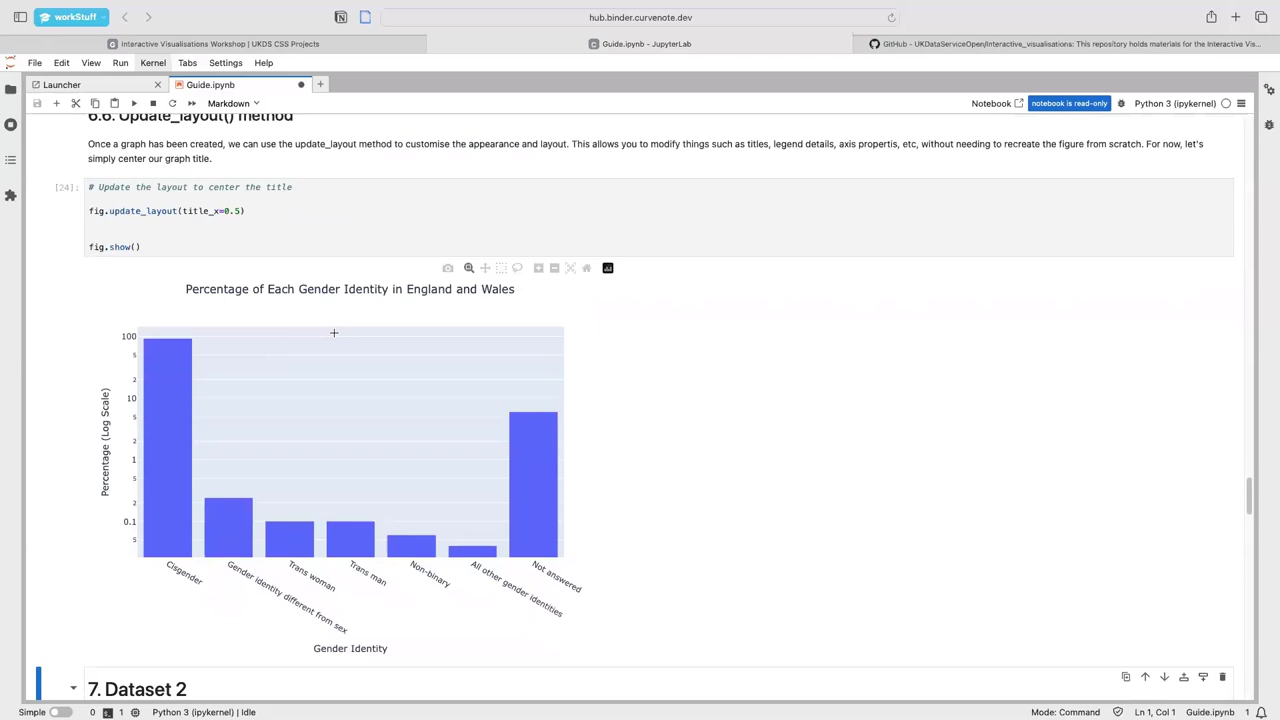 workStuff
hub.binder.curvenote.dev
Interactive Visualisations Workshop | UKDS CSS Projects
Guide.ipynb - JupyterLab
GitHub - UKDataServiceOpen/Interactive_visualisations: This repository holds materials for the Interactive Vis...
File Edit View Run Kernel Tabs Settings Help
Launcher
Guide.ipynb
Markdown
Notebook
notebook is read-only
Python 3 (ipykernel)
6.6. Update_layout() method
Once a graph has been created, we can use the update_layout method to customise the appearance and layout. This allows you to modify things such as titles, legend details, axis propertis, etc, without needing to recreate the figure from scratch. For now, let's
simply center our graph title.
[24]:
# Update the layout to center the title
fig.update_layout(title_x=0.5)
fig.show()
Percentage of Each Gender Identity in England and Wales
100
5
2
10
5
2
1
5
2
0.1
5
Percentage (Log Scale)
Cisgender
Gender identity different from sex
Trans woman
Trans man
Non-binary
All other gender identities
Not answered
Gender Identity
7. Dataset 2
Simple
0
1
Python 3 (ipykernel) | Idle
Mode: Command
Ln 1, Col 1
Guide.ipynb
1